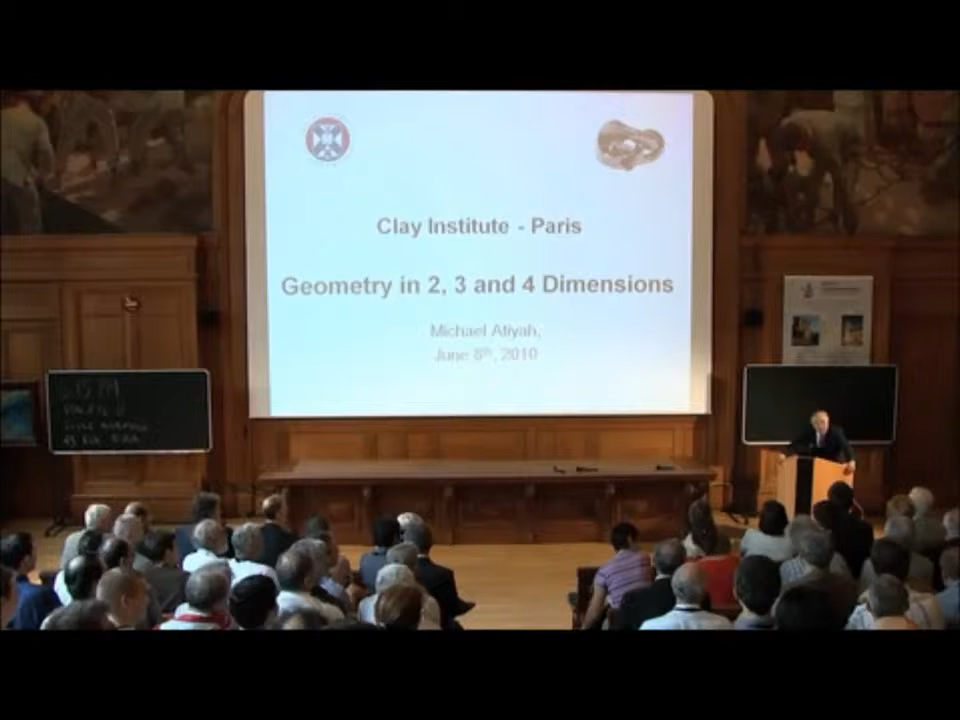 Clay Institute - Paris
Geometry in 2, 3 and 4 Dimensions
Michael Atiyah,
June 8th, 2010